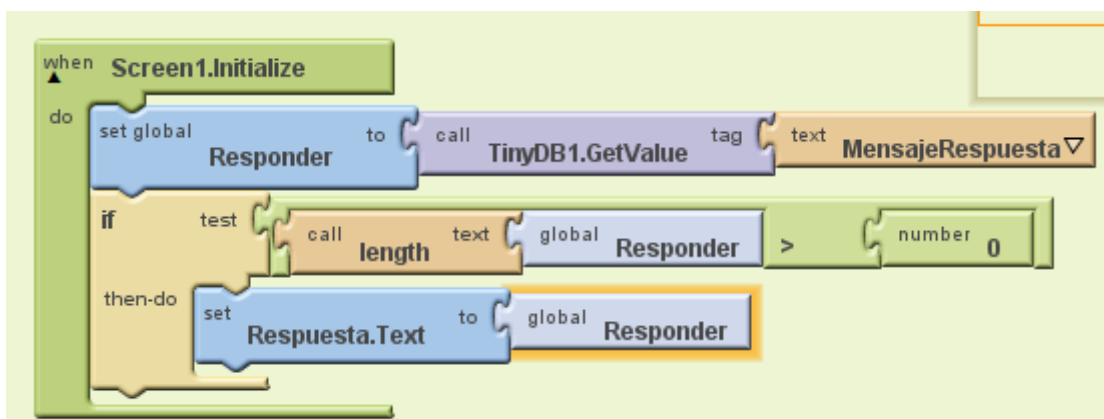 when Screen1.Initialize
do
set global Responder to call TinyDB1.GetValue tag text MensajeRespuesta
if test call length text global Responder > number 0
then-do set Respuesta.Text to global Responder